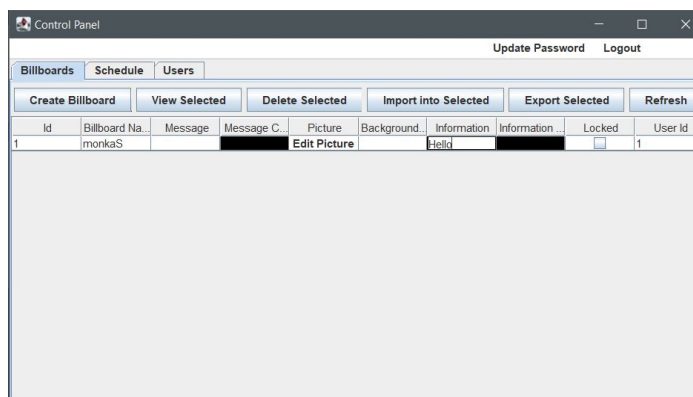 Control Panel
Update Password Logout
Billboards Schedule Users
Create Billboard View Selected Delete Selected Import into Selected Export Selected Refresh
Id Billboard Na... Message Message C... Picture Background... Information Information ... Locked User Id
1 monkaS Edit Picture Hello 1